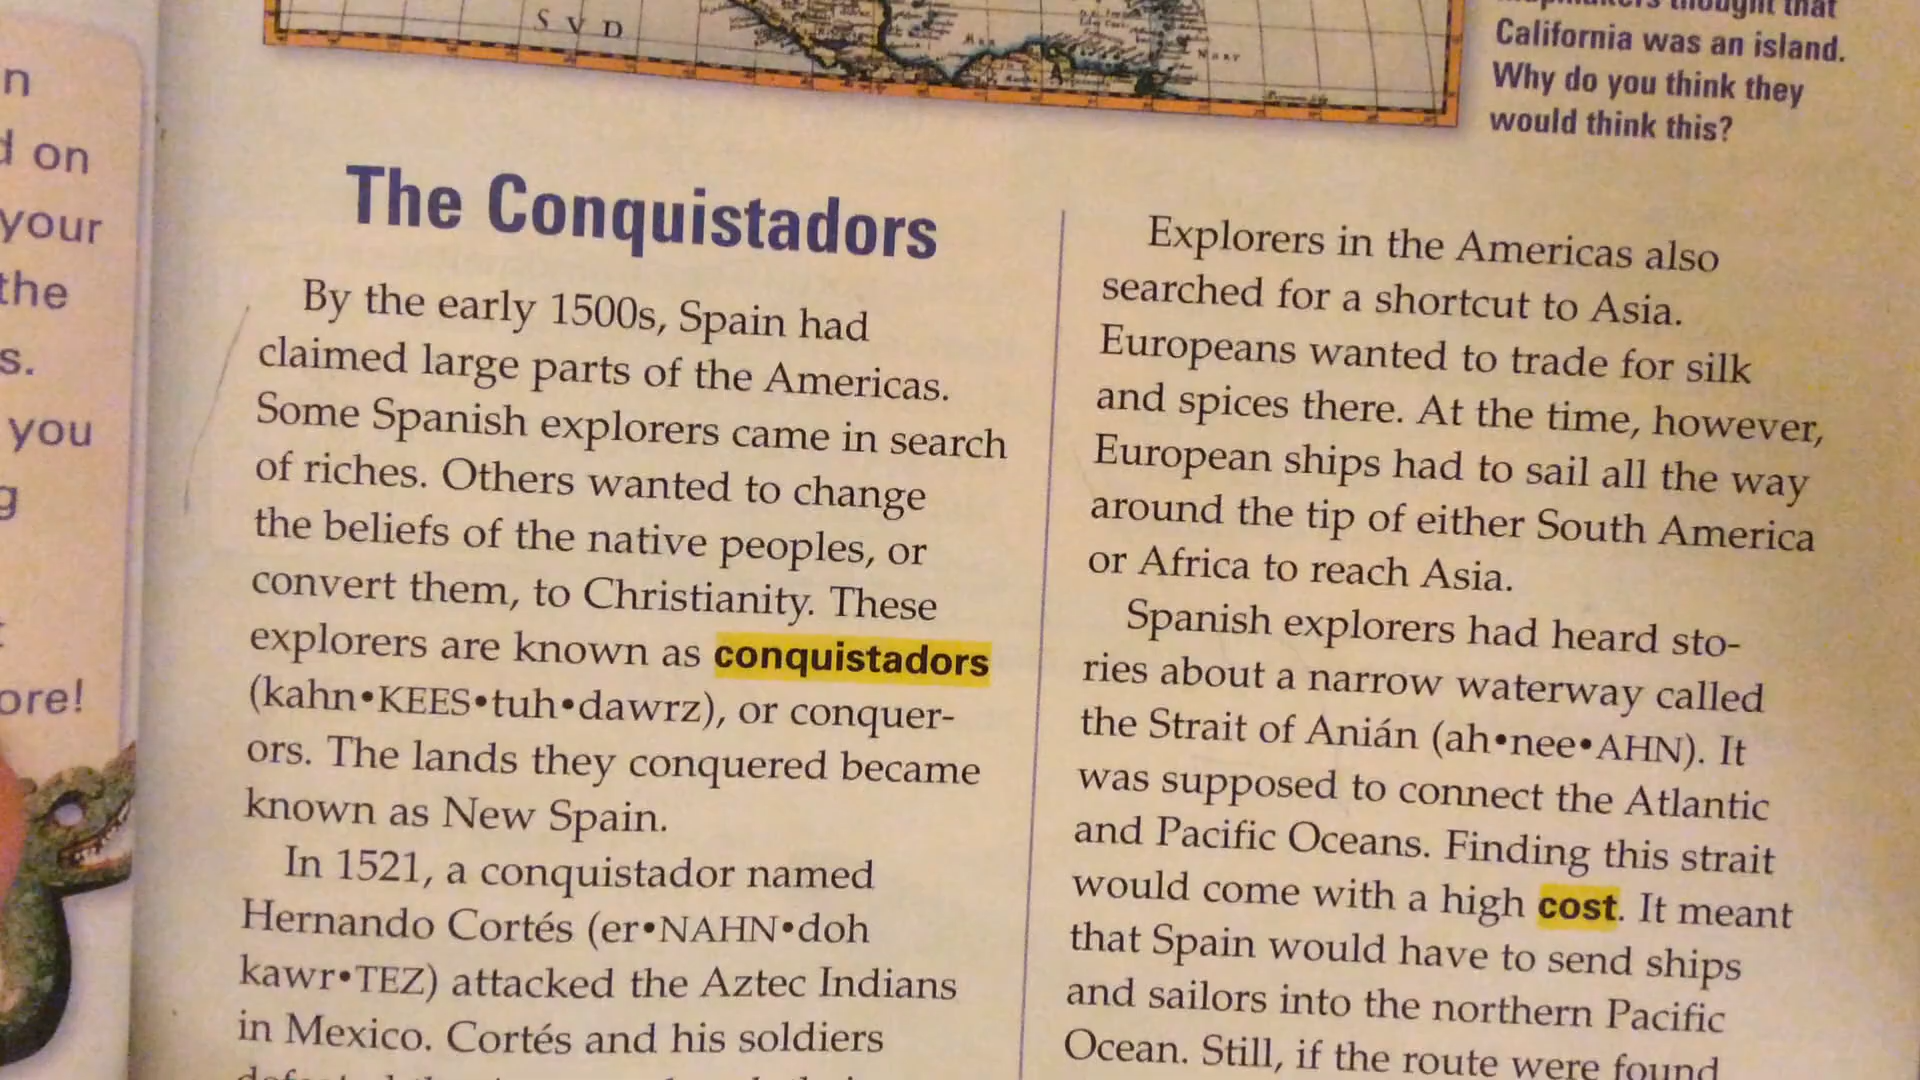 n
d on
your
the
s.
you
g
ore!
S V D
thought that
California was an island.
Why do you think they
would think this?
The Conquistadors
By the early 1500s, Spain had
claimed large parts of the Americas.
Some Spanish explorers came in search
of riches. Others wanted to change
the beliefs of the native peoples, or
convert them, to Christianity. These
explorers are known as conquistadors
(kahn•KEES•tuh•dawrz), or conquer-
ors. The lands they conquered became
known as New Spain.
In 1521, a conquistador named
Hernando Cortés (er•NAHN•doh
kawr•TEZ) attacked the Aztec Indians
in Mexico. Cortés and his soldiers
Explorers in the Americas also
searched for a shortcut to Asia.
Europeans wanted to trade for silk
and spices there. At the time, however,
European ships had to sail all the way
around the tip of either South America
or Africa to reach Asia.
Spanish explorers had heard sto-
ries about a narrow waterway called
the Strait of Anián (ah•nee•AHN). It
was supposed to connect the Atlantic
and Pacific Oceans. Finding this strait
would come with a high cost. It meant
that Spain would have to send ships
and sailors into the northern Pacific
Ocean. Still, if the route were found